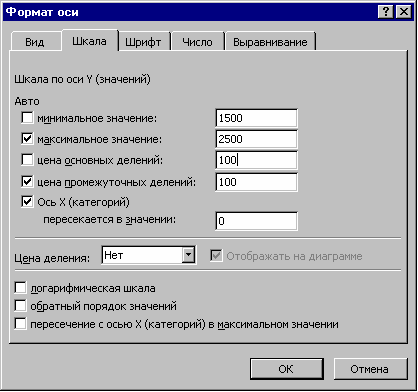 Формат оси
Вид Шкала Шрифт Число Выравнивание
Шкала по оси Y (значений)
Авто
минимальное значение: 1500
максимальное значение: 2500
цена основных делений: 100
цена промежуточных делений: 100
Ось X (категорий)
пересекается в значении: 0
Цена деления: Нет Отображать на диаграмме
логарифмическая шкала
обратный порядок значений
пересечение с осью X (категорий) в максимальном значении
OK Отмена